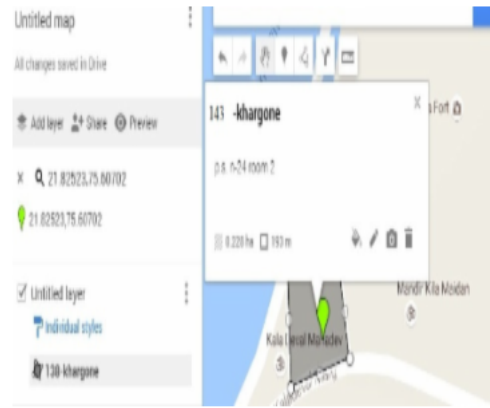 Untitled map
All changes saved in Drive
Add layer
Share
Preview
21.82523,75.60702
21.82523,75.60702
Untitled layer
Individual styles
138-khargone
143 -khargone
p.s. n-24 room 2
0.220 ha
193 m
Fort
Mandir Kila Maidan
Kala
Mahadev